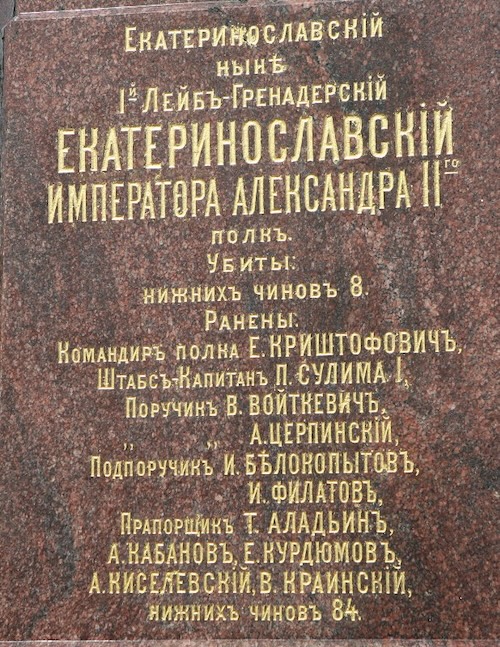 Екатеринославскій
нынѣ
1й Лейбъ-Гренадерскій
ЕКАТЕРИНОСЛАВСКІЙ
ИМПЕРАТОРА АЛЕКСАНДРА IIго
полкъ.
Убиты:
нижнихъ чиновъ 8.
Ранены:
Командиръ полка Е. КРИШТОФОВИЧЪ,
Штабсъ-Капитанъ П. СУЛИМА I,
Поручикъ В. ВОЙТКЕВИЧЪ,
„ „ А. ЦЕРПИНСКІЙ,
Подпоручикъ И. БѢЛОКОПЫТОВЪ,
И. ФИЛАТОВЪ,
Прапорщикъ Т. АЛАДЬИНЪ,
А. КАБАНОВЪ, Е. КУРДЮМОВЪ,
А. КИСЕЛЕВСКІЙ, В. КРАИНСКІЙ,
нижнихъ чиновъ 84.